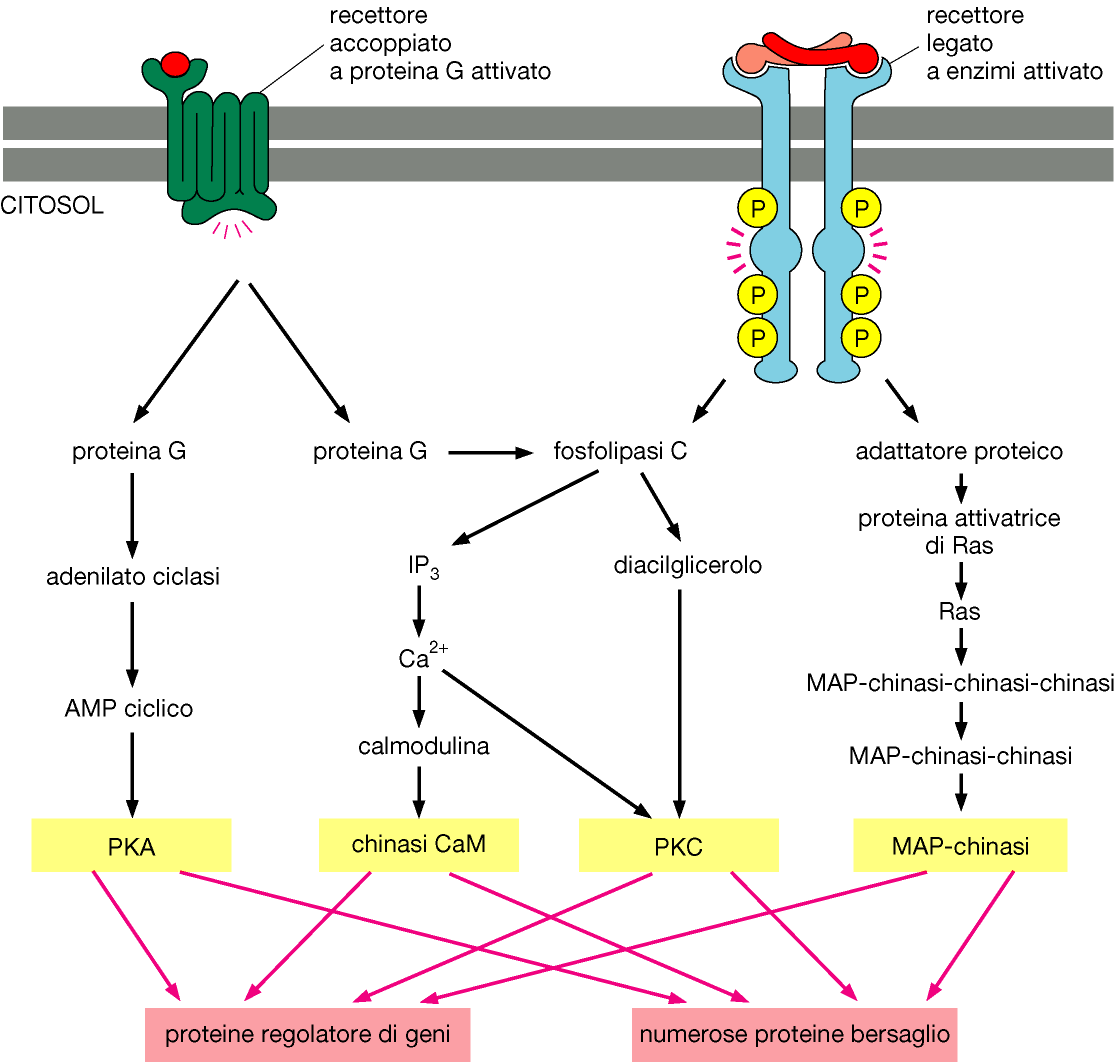 recettore
accoppiato
a proteina G attivato
recettore
legato
a enzimi attivato
CITOSOL
P
P
P
P
P
P
proteina G
proteina G
fosfolipasi C
adattatore proteico
proteina attivatrice
di Ras
adenilato ciclasi
IP₃
diacilglicerolo
Ras
Ca²⁺
MAP-chinasi-chinasi-chinasi
AMP ciclico
calmodulina
MAP-chinasi-chinasi
PKA
chinasi CaM
PKC
MAP-chinasi
proteine regolatore di geni
numerose proteine bersaglio